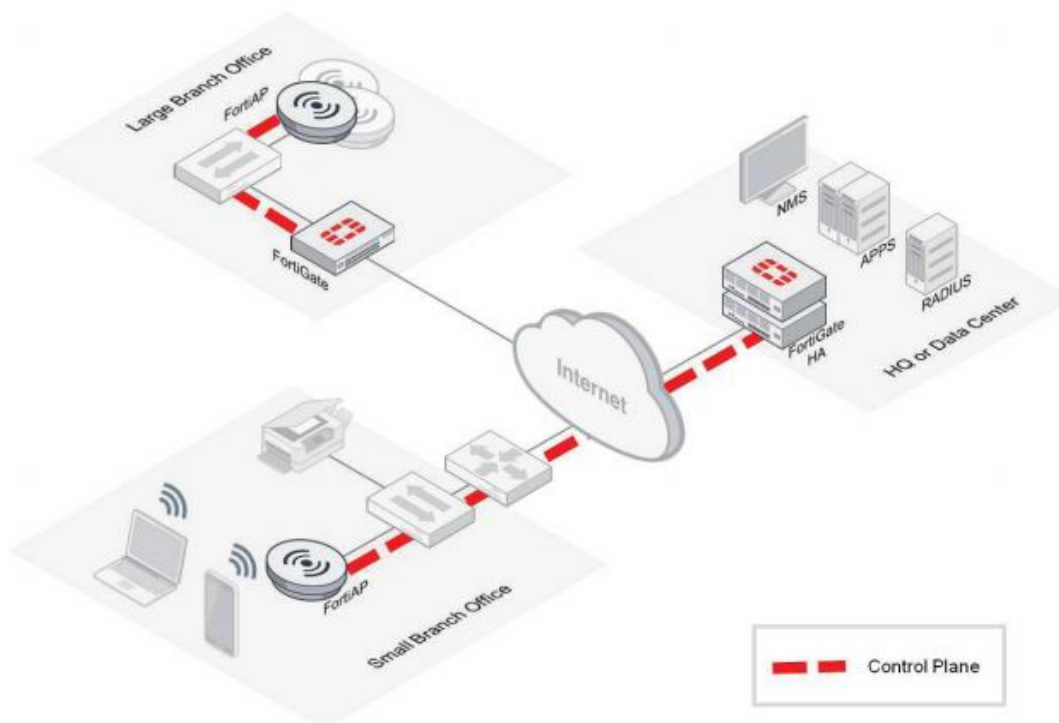 Large Branch Office
FortiAP
FortiGate
NMS
APPS
RADIUS
FortiGate
HA
HQ or Data Center
Internet
FortiAP
Small Branch Office
Control Plane